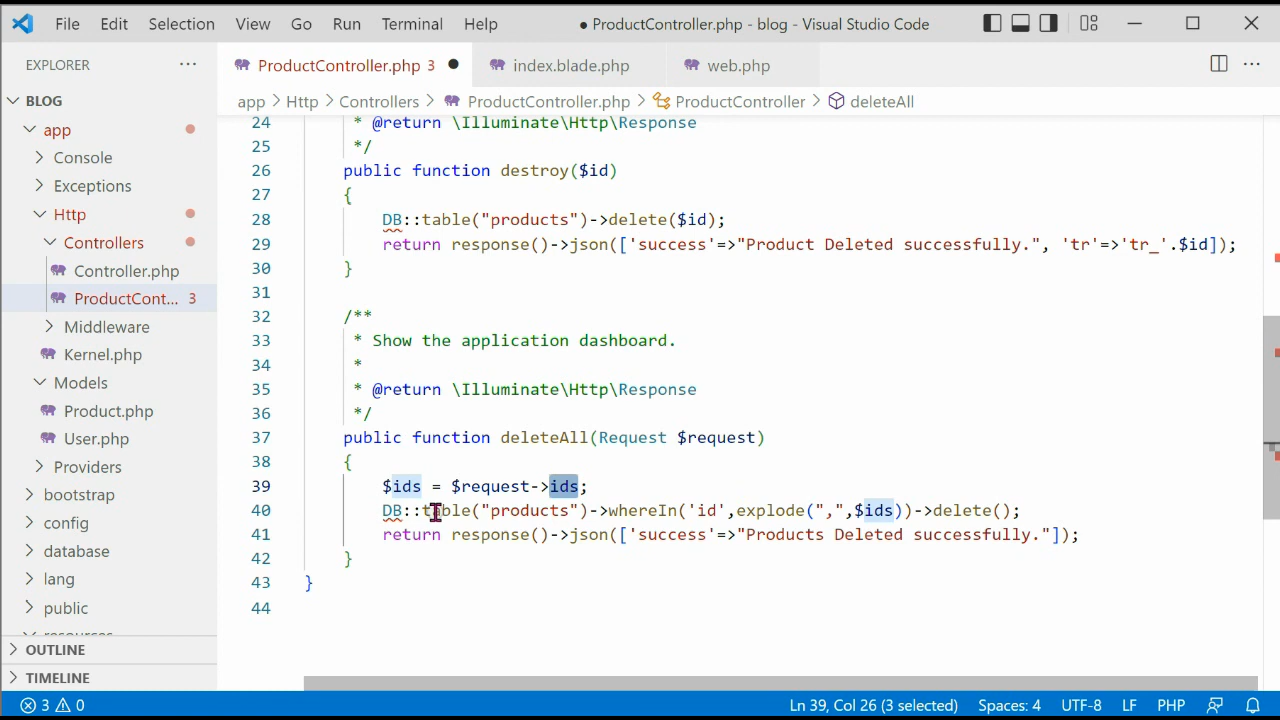 File Edit Selection View Go Run Terminal Help ● ProductController.php - blog - Visual Studio Code
EXPLORER ···
ProductController.php 3 ● index.blade.php web.php ···
BLOG
app > Http > Controllers > ProductController.php > ProductController > deleteAll
app
Console
Exceptions
Http
Controllers
Controller.php
ProductCont... 3
Middleware
Kernel.php
Models
Product.php
User.php
Providers
bootstrap
config
database
lang
public
resources
OUTLINE
TIMELINE
24 * @return \Illuminate\Http\Response
25 */
26 public function destroy($id)
27 {
28 DB::table("products")->delete($id);
29 return response()->json(['success'=>"Product Deleted successfully.", 'tr'=>'tr_'.$id]);
30 }
31
32 /**
33 * Show the application dashboard.
34 *
35 * @return \Illuminate\Http\Response
36 */
37 public function deleteAll(Request $request)
38 {
39 $ids = $request->ids;
40 DB::table("products")->whereIn('id',explode(",",$ids))->delete();
41 return response()->json(['success'=>"Products Deleted successfully."]);
42 }
43 }
44
3 0 Ln 39, Col 26 (3 selected) Spaces: 4 UTF-8 LF PHP